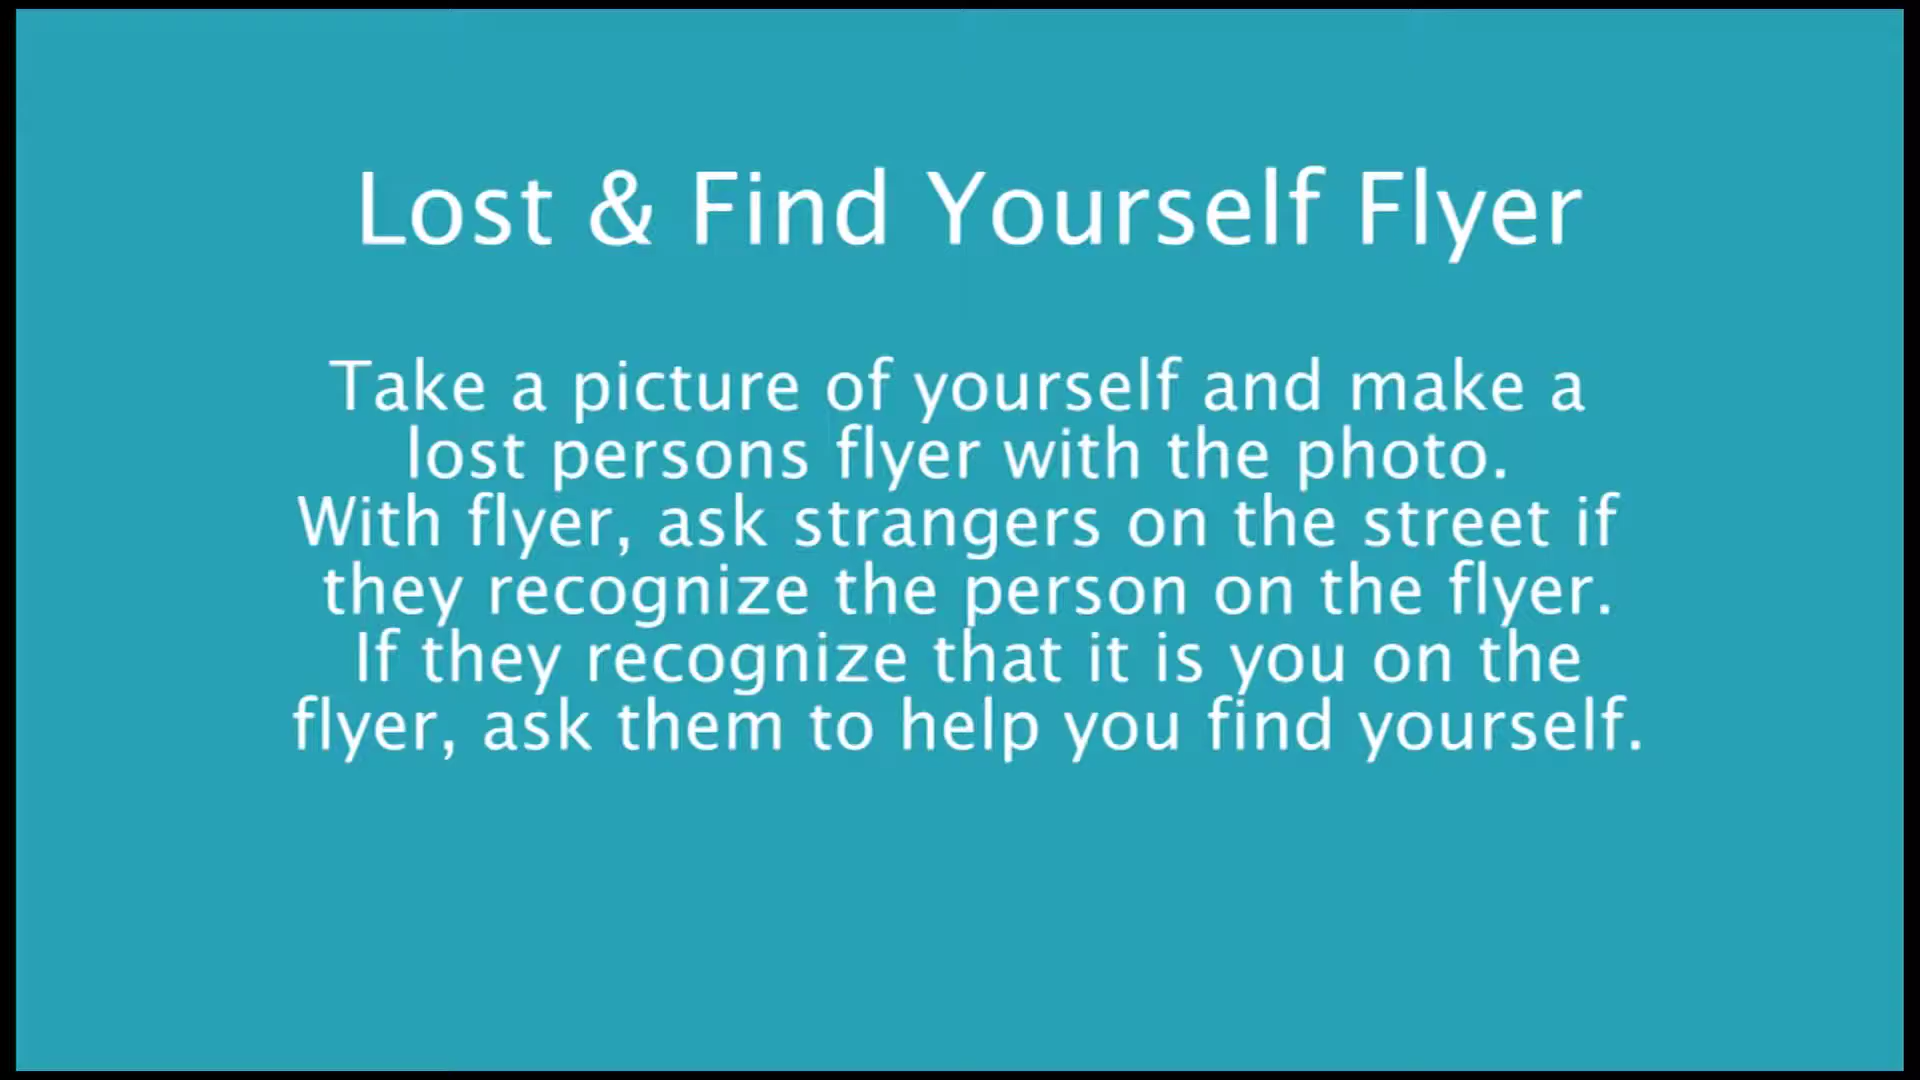 Lost & Find Yourself Flyer
Take a picture of yourself and make a
lost persons flyer with the photo.
With flyer, ask strangers on the street if
they recognize the person on the flyer.
If they recognize that it is you on the
flyer, ask them to help you find yourself.